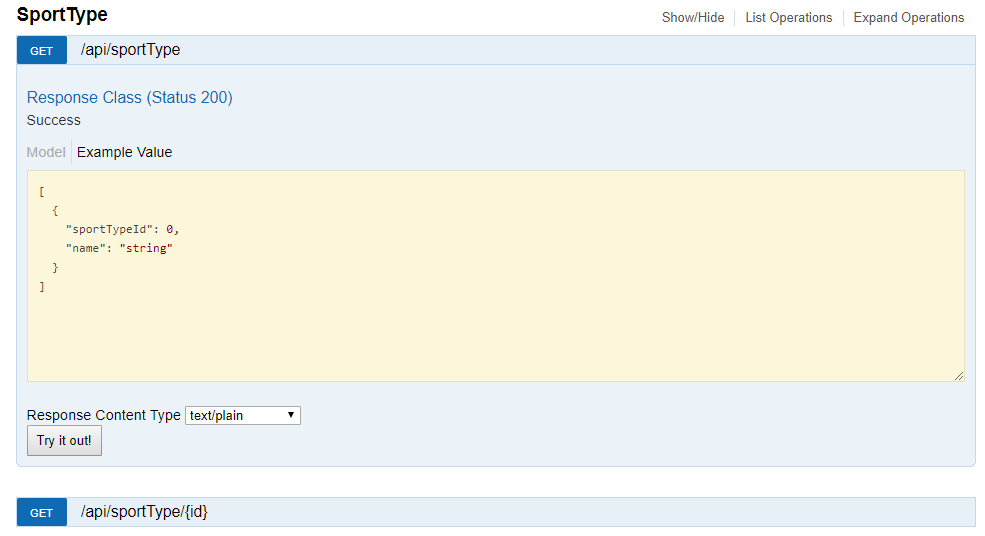 SportType
Show/Hide
List Operations
Expand Operations
GET /api/sportType
Response Class (Status 200)
Success
Model Example Value
[
  {
    "sportTypeId": 0,
    "name": "string"
  }
]
Response Content Type text/plain
Try it out!
GET /api/sportType/{id}